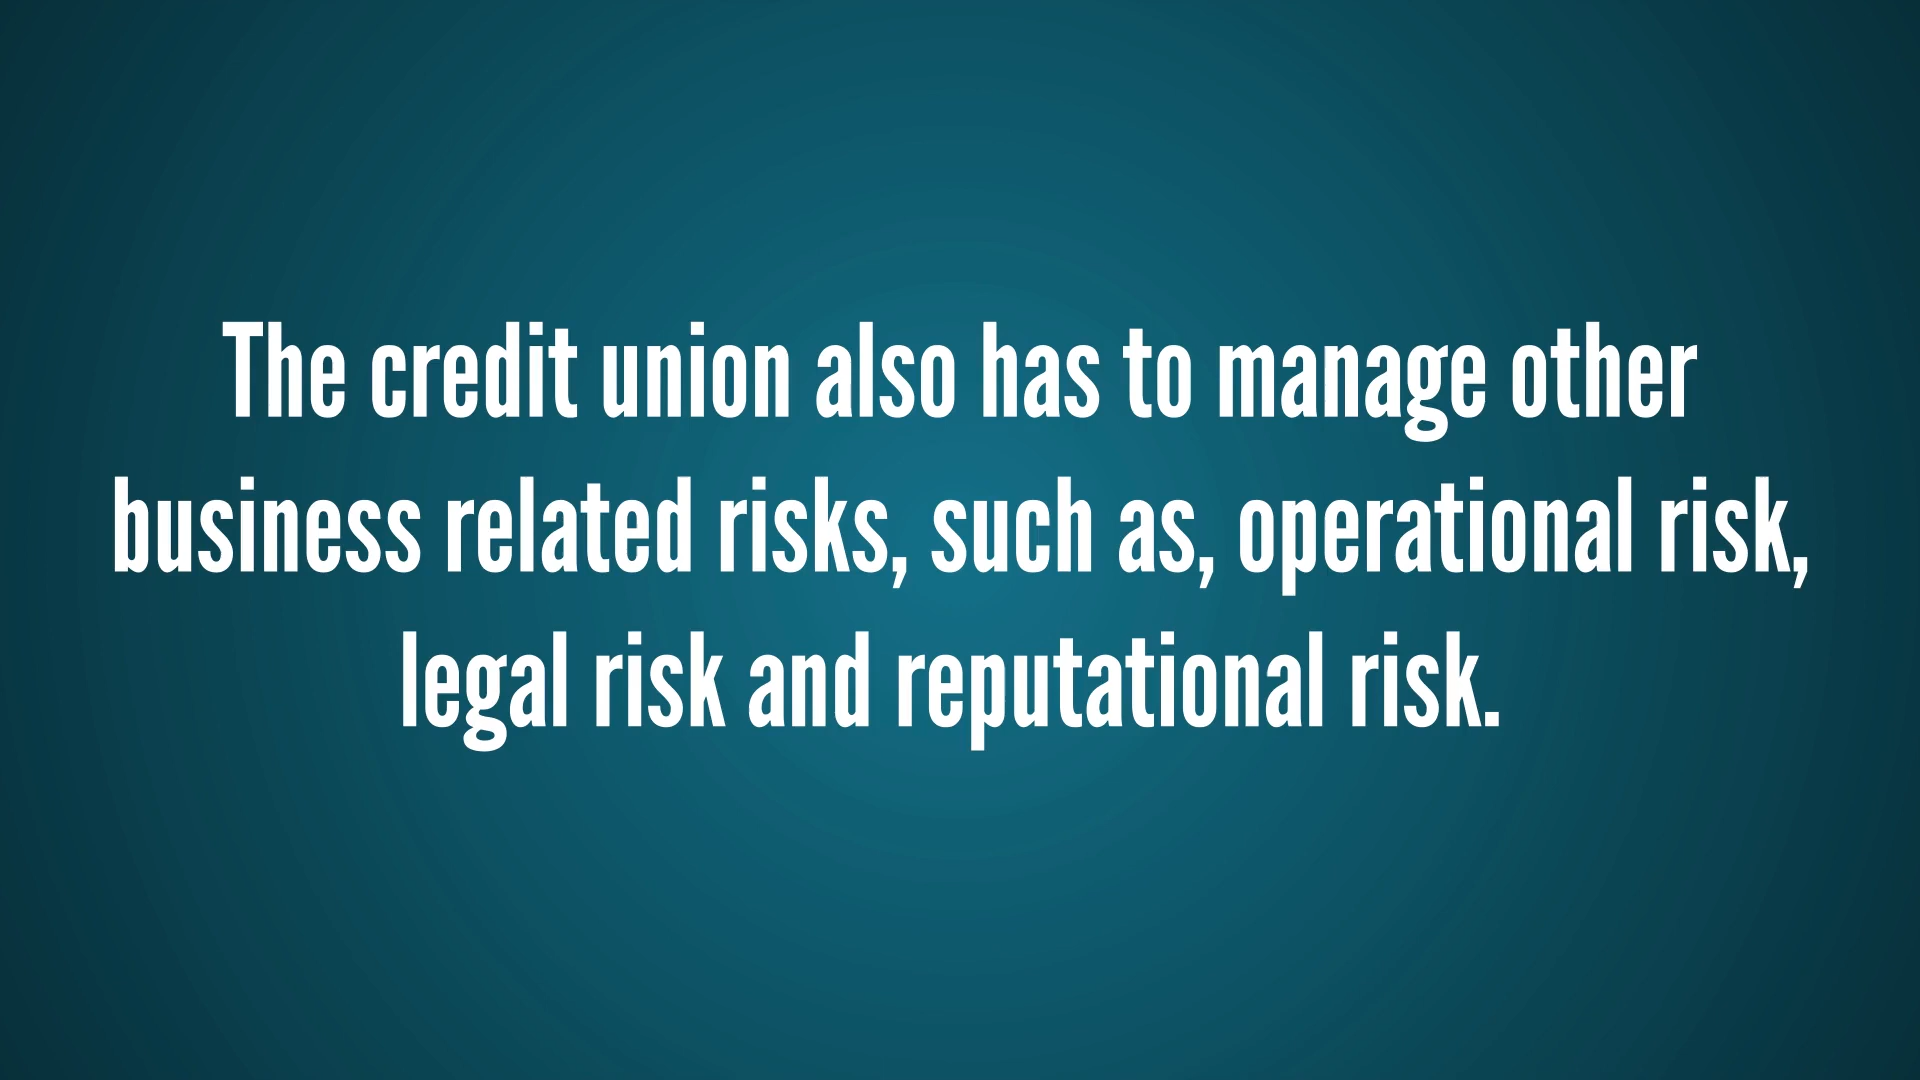 The credit union also has to manage other
business related risks, such as, operational risk,
legal risk and reputational risk.